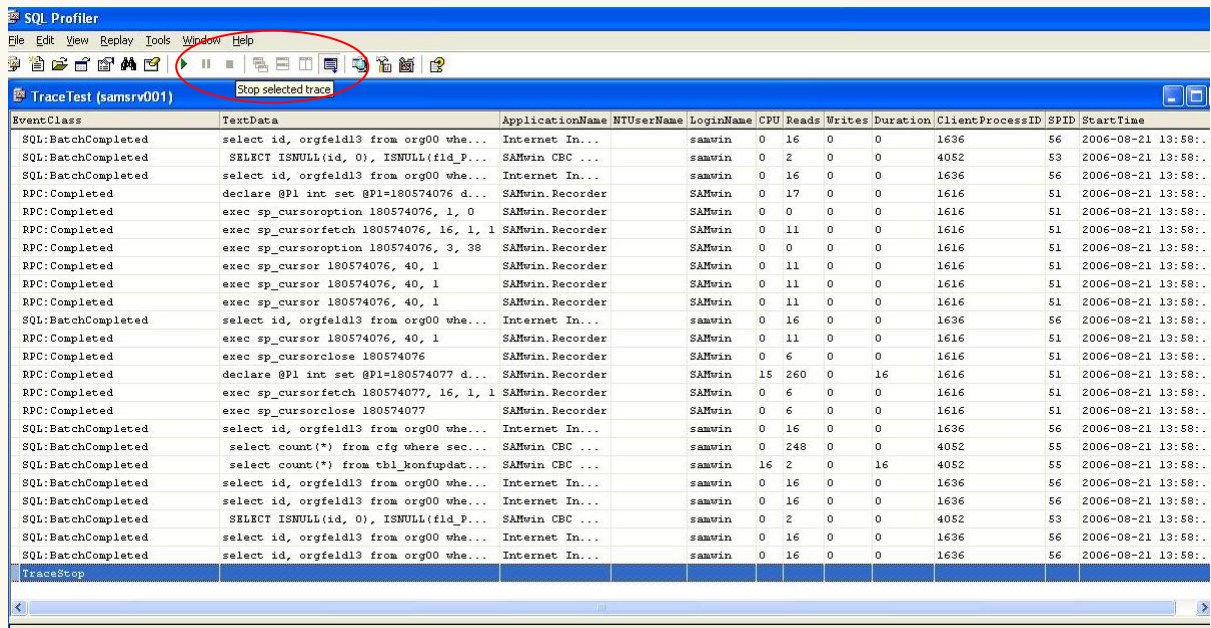 SQL Profiler
File Edit View Replay Tools Window Help
Stop selected trace
TraceTest (samsrv001)
EventClass TextData ApplicationName NTUserName LoginName CPU Reads Writes Duration ClientProcessID SPID StartTime
SQL:BatchCompleted select id, orgfeld13 from org00 whe... Internet In... samwin 0 16 0 0 1636 56 2006-08-21 13:58:.
SQL:BatchCompleted SELECT ISNULL(id, 0), ISNULL(fld_P... SAMwin CBC ... samwin 0 2 0 0 4052 53 2006-08-21 13:58:.
SQL:BatchCompleted select id, orgfeld13 from org00 whe... Internet In... samwin 0 16 0 0 1636 56 2006-08-21 13:58:.
RPC:Completed declare @P1 int set @P1=180574076 d... SAMwin.Recorder SAMwin 0 17 0 0 1616 51 2006-08-21 13:58:.
RPC:Completed exec sp_cursoroption 180574076, 1, 0 SAMwin.Recorder SAMwin 0 0 0 0 1616 51 2006-08-21 13:58:.
RPC:Completed exec sp_cursorfetch 180574076, 16, 1, 1 SAMwin.Recorder SAMwin 0 11 0 0 1616 51 2006-08-21 13:58:.
RPC:Completed exec sp_cursoroption 180574076, 3, 38 SAMwin.Recorder SAMwin 0 0 0 0 1616 51 2006-08-21 13:58:.
RPC:Completed exec sp_cursor 180574076, 40, 1 SAMwin.Recorder SAMwin 0 11 0 0 1616 51 2006-08-21 13:58:.
RPC:Completed exec sp_cursor 180574076, 40, 1 SAMwin.Recorder SAMwin 0 11 0 0 1616 51 2006-08-21 13:58:.
RPC:Completed exec sp_cursor 180574076, 40, 1 SAMwin.Recorder SAMwin 0 11 0 0 1616 51 2006-08-21 13:58:.
SQL:BatchCompleted select id, orgfeld13 from org00 whe... Internet In... samwin 0 16 0 0 1636 56 2006-08-21 13:58:.
RPC:Completed exec sp_cursor 180574076, 40, 1 SAMwin.Recorder SAMwin 0 11 0 0 1616 51 2006-08-21 13:58:.
RPC:Completed exec sp_cursorclose 180574076 SAMwin.Recorder SAMwin 0 6 0 0 1616 51 2006-08-21 13:58:.
RPC:Completed declare @P1 int set @P1=180574077 d... SAMwin.Recorder SAMwin 15 260 0 16 1616 51 2006-08-21 13:58:.
RPC:Completed exec sp_cursorfetch 180574077, 16, 1, 1 SAMwin.Recorder SAMwin 0 6 0 0 1616 51 2006-08-21 13:58:.
RPC:Completed exec sp_cursorclose 180574077 SAMwin.Recorder SAMwin 0 6 0 0 1616 51 2006-08-21 13:58:.
SQL:BatchCompleted select id, orgfeld13 from org00 whe... Internet In... samwin 0 16 0 0 1636 56 2006-08-21 13:58:.
SQL:BatchCompleted select count(*) from cfg where sec... SAMwin CBC ... samwin 0 248 0 0 4052 55 2006-08-21 13:58:.
SQL:BatchCompleted select count(*) from tbl_konfupdat... SAMwin CBC ... samwin 16 2 0 16 4052 55 2006-08-21 13:58:.
SQL:BatchCompleted select id, orgfeld13 from org00 whe... Internet In... samwin 0 16 0 0 1636 56 2006-08-21 13:58:.
SQL:BatchCompleted select id, orgfeld13 from org00 whe... Internet In... samwin 0 16 0 0 1636 56 2006-08-21 13:58:.
SQL:BatchCompleted SELECT ISNULL(id, 0), ISNULL(fld_P... SAMwin CBC ... samwin 0 2 0 0 4052 53 2006-08-21 13:58:.
SQL:BatchCompleted select id, orgfeld13 from org00 whe... Internet In... samwin 0 16 0 0 1636 56 2006-08-21 13:58:.
SQL:BatchCompleted select id, orgfeld13 from org00 whe... Internet In... samwin 0 16 0 0 1636 56 2006-08-21 13:58:.
TraceStop